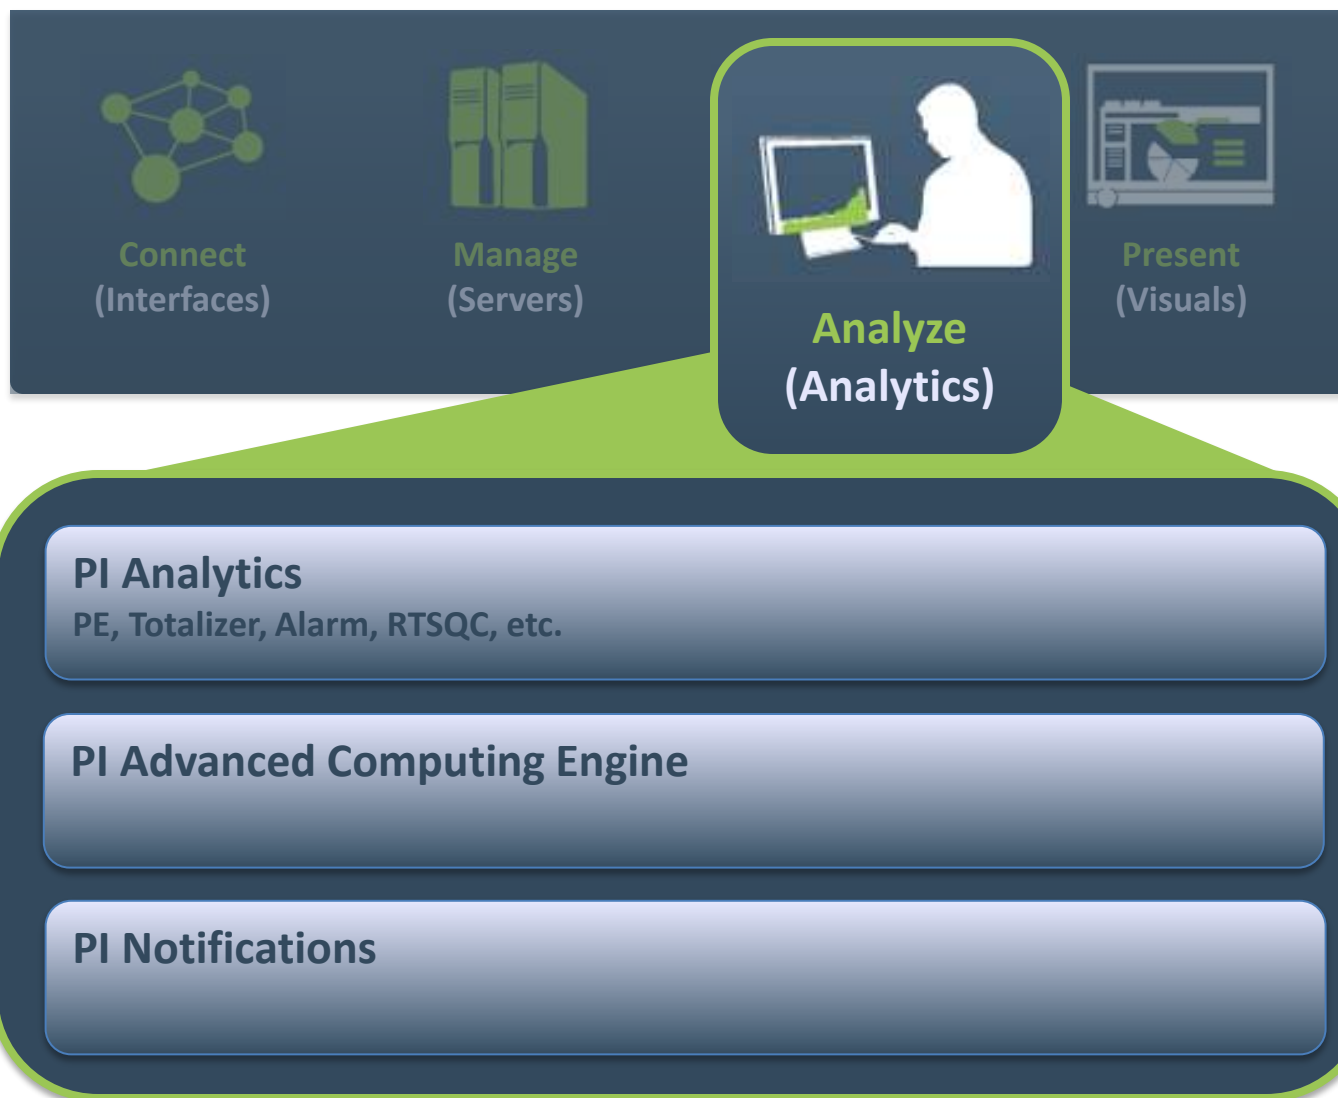 Connect
(Interfaces)
Manage
(Servers)
Analyze
(Analytics)
Present
(Visuals)
PI Analytics
PE, Totalizer, Alarm, RTSQC, etc.
PI Advanced Computing Engine
PI Notifications